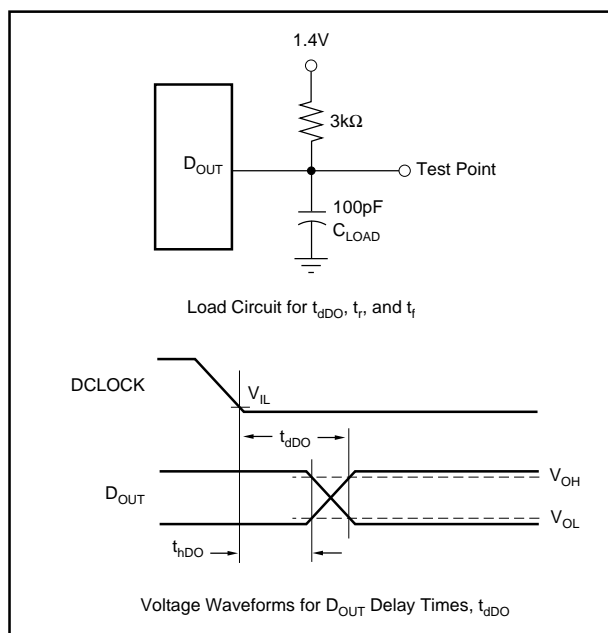 1.4V
3kΩ
D_OUT
Test Point
100pF
C_LOAD
Load Circuit for t_dDO, t_r, and t_f
DCLOCK
V_IL
t_dDO
V_OH
D_OUT
V_OL
t_hDO
Voltage Waveforms for D_OUT Delay Times, t_dDO